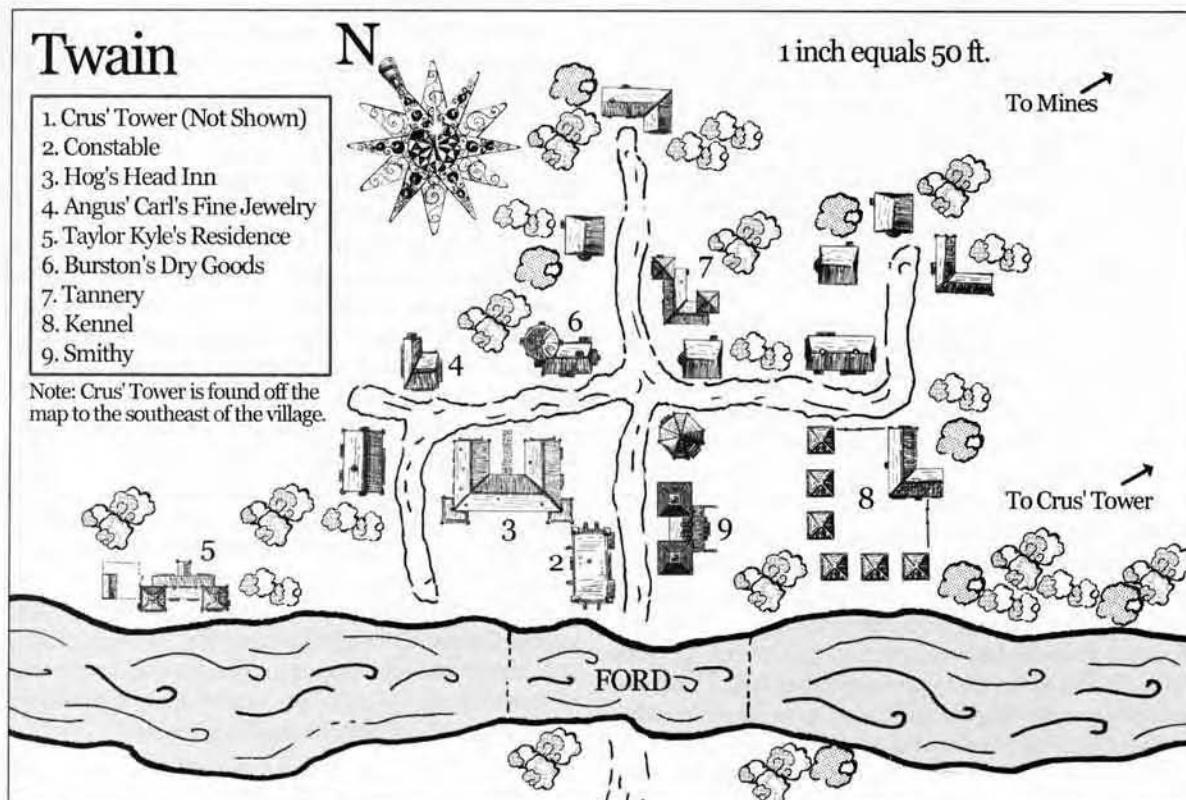 Twain
N
1 inch equals 50 ft.
To Mines
1. Crus' Tower (Not Shown)
2. Constable
3. Hog's Head Inn
4. Angus' Carl's Fine Jewelry
5. Taylor Kyle's Residence
6. Burston's Dry Goods
7. Tannery
8. Kennel
9. Smithy
Note: Crus' Tower is found off the
map to the southeast of the village.
7
6
4
To Crus' Tower
8
3
9
2
5
FORD